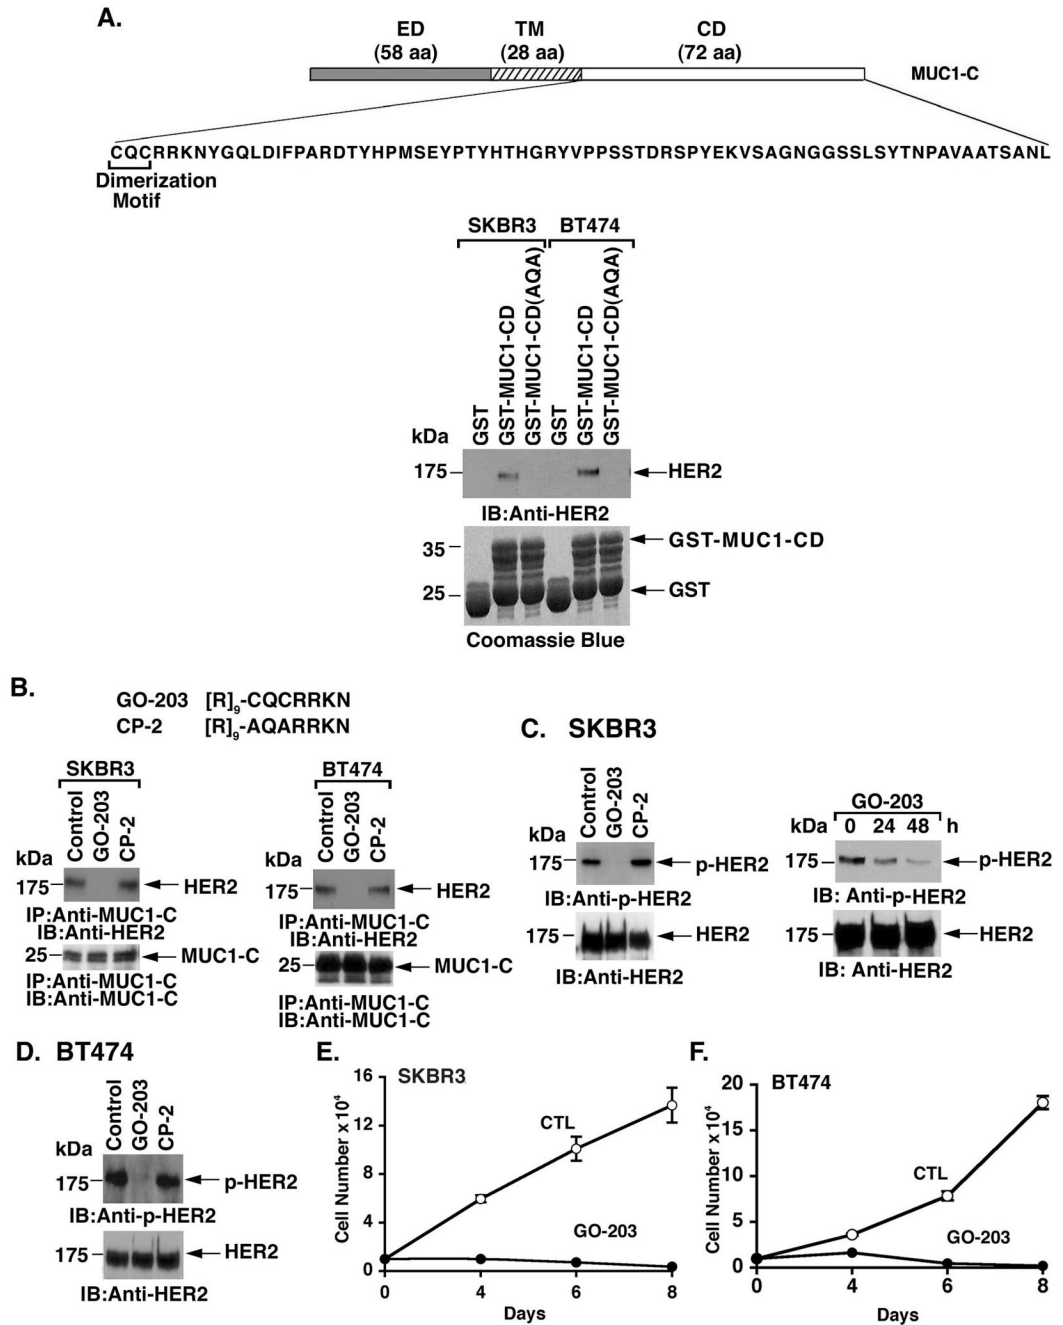 A.
ED TM CD
(58 aa) (28 aa) (72 aa)
MUC1-C
CQCRRKNYGQLDIFPARDTYHPMSEYPTYHTHGRYVPPSSTDRSPYEKVSAGNGGSSLSYTNPAVAATSANL
Dimerization
Motif
SKBR3 BT474
GST
GST-MUC1-CD
GST-MUC1-CD(AQA)
GST
GST-MUC1-CD
GST-MUC1-CD(AQA)
kDa
175 HER2
IB:Anti-HER2
35 GST-MUC1-CD
25 GST
Coomassie Blue
B.
GO-203 [R]9-CQCRRKN
CP-2 [R]9-AQARRKN
SKBR3
Control
GO-203
CP-2
kDa
175 HER2
IP:Anti-MUC1-C
IB:Anti-HER2
25 MUC1-C
IP:Anti-MUC1-C
IB:Anti-MUC1-C
BT474
Control
GO-203
CP-2
kDa
175 HER2
IP:Anti-MUC1-C
IB:Anti-HER2
25 MUC1-C
IP:Anti-MUC1-C
IB:Anti-MUC1-C
C. SKBR3
Control
GO-203
CP-2
kDa
175 p-HER2
IB:Anti-p-HER2
175 HER2
IB:Anti-HER2
GO-203
kDa 0 24 48 h
175 p-HER2
IB: Anti-p-HER2
175 HER2
IB: Anti-HER2
D. BT474
Control
GO-203
CP-2
kDa
175 p-HER2
IB:Anti-p-HER2
175 HER2
IB:Anti-HER2
E.
SKBR3
Cell Number x 10⁴
16
12
8
4
0
CTL
GO-203
0 4 6 8
Days
F.
BT474
Cell Number x 10⁴
20
15
10
5
0
CTL
GO-203
0 4 6 8
Days